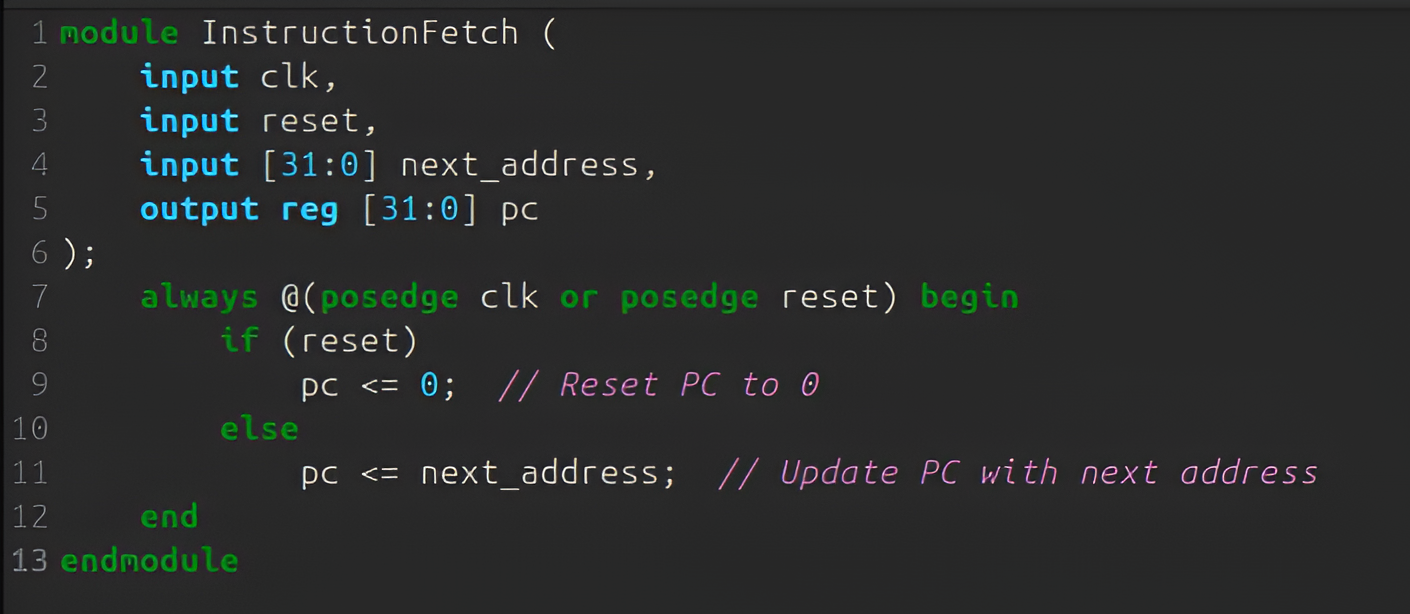 1 module InstructionFetch (
2     input clk,
3     input reset,
4     input [31:0] next_address,
5     output reg [31:0] pc
6 );
7     always @(posedge clk or posedge reset) begin
8         if (reset)
9             pc <= 0;  // Reset PC to 0
10         else
11             pc <= next_address;  // Update PC with next address
12     end
13 endmodule